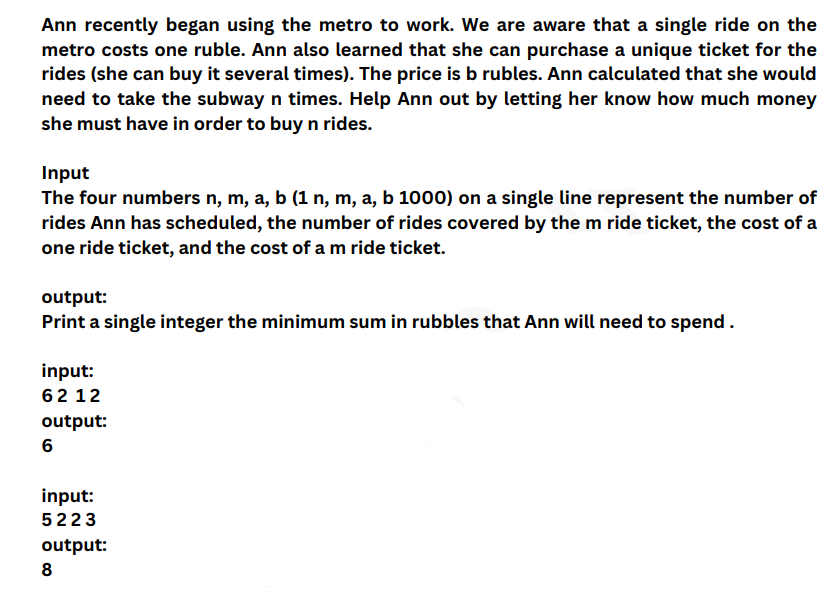 Ann recently began using the metro to work. We are aware that a single ride on the
metro costs one ruble. Ann also learned that she can purchase a unique ticket for the
rides (she can buy it several times). The price is b rubles. Ann calculated that she would
need to take the subway n times. Help Ann out by letting her know how much money
she must have in order to buy n rides.
Input
The four numbers n, m, a, b (1 n, m, a, b 1000) on a single line represent the number of
rides Ann has scheduled, the number of rides covered by the m ride ticket, the cost of a
one ride ticket, and the cost of a m ride ticket.
output:
Print a single integer the minimum sum in rubbles that Ann will need to spend .
input:
6 2 1 2
output:
6
input:
5 2 2 3
output:
8